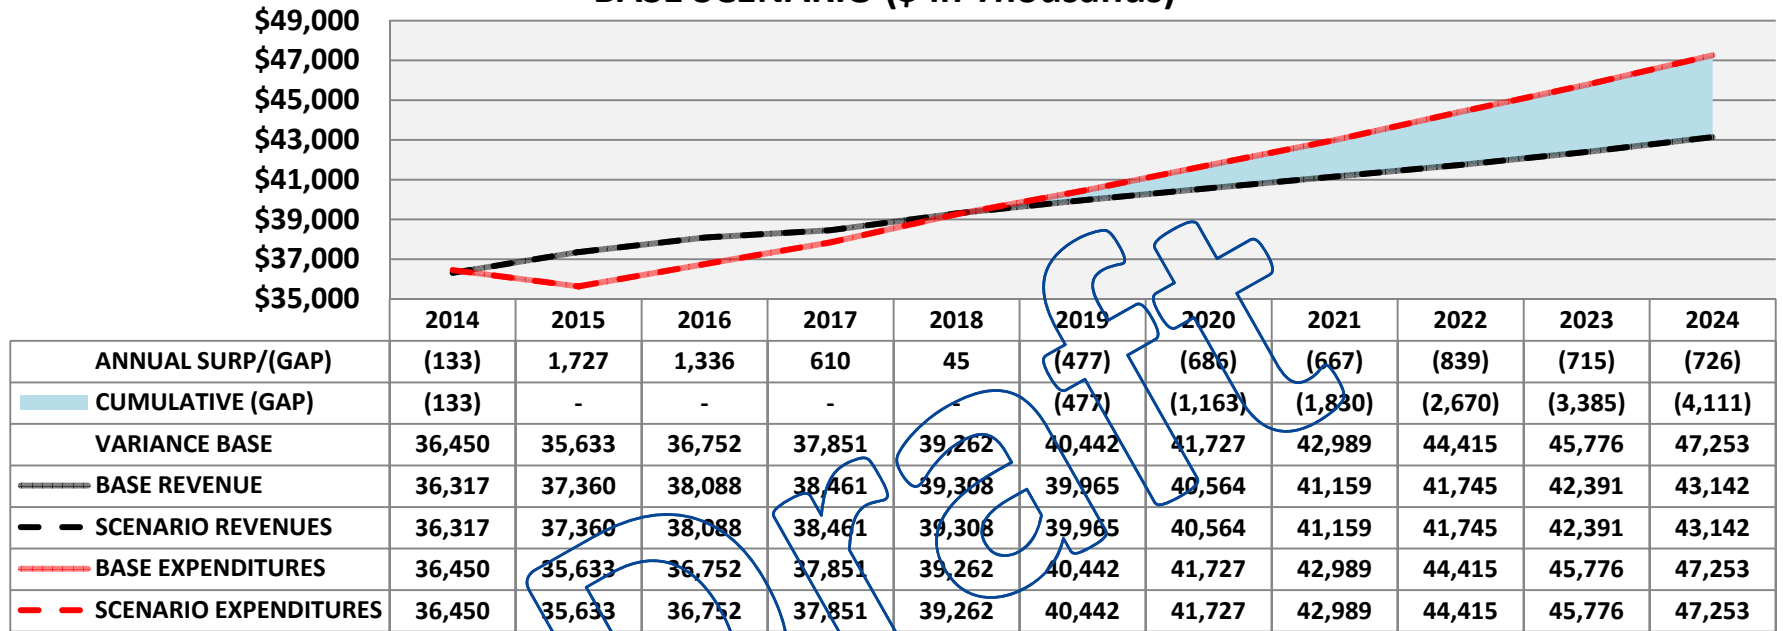 BASE SCENARIO ($ in Thousands)
$49,000
$47,000
$45,000
$43,000
$41,000
$39,000
$37,000
$35,000
2014 2015 2016 2017 2018 2019 2020 2021 2022 2023 2024
ANNUAL SURP/(GAP) (133) 1,727 1,336 610 45 (477) (686) (667) (839) (715) (726)
CUMULATIVE (GAP) (133) - - - - (477) (1,163) (1,830) (2,670) (3,385) (4,111)
VARIANCE BASE 36,450 35,633 36,752 37,851 39,262 40,442 41,727 42,989 44,415 45,776 47,253
BASE REVENUE 36,317 37,360 38,088 38,461 39,308 39,965 40,564 41,159 41,745 42,391 43,142
SCENARIO REVENUES 36,317 37,360 38,088 38,461 39,308 39,965 40,564 41,159 41,745 42,391 43,142
BASE EXPENDITURES 36,450 35,633 36,752 37,851 39,262 40,442 41,727 42,989 44,415 45,776 47,253
SCENARIO EXPENDITURES 36,450 35,633 36,752 37,851 39,262 40,442 41,727 42,989 44,415 45,776 47,253
Draft